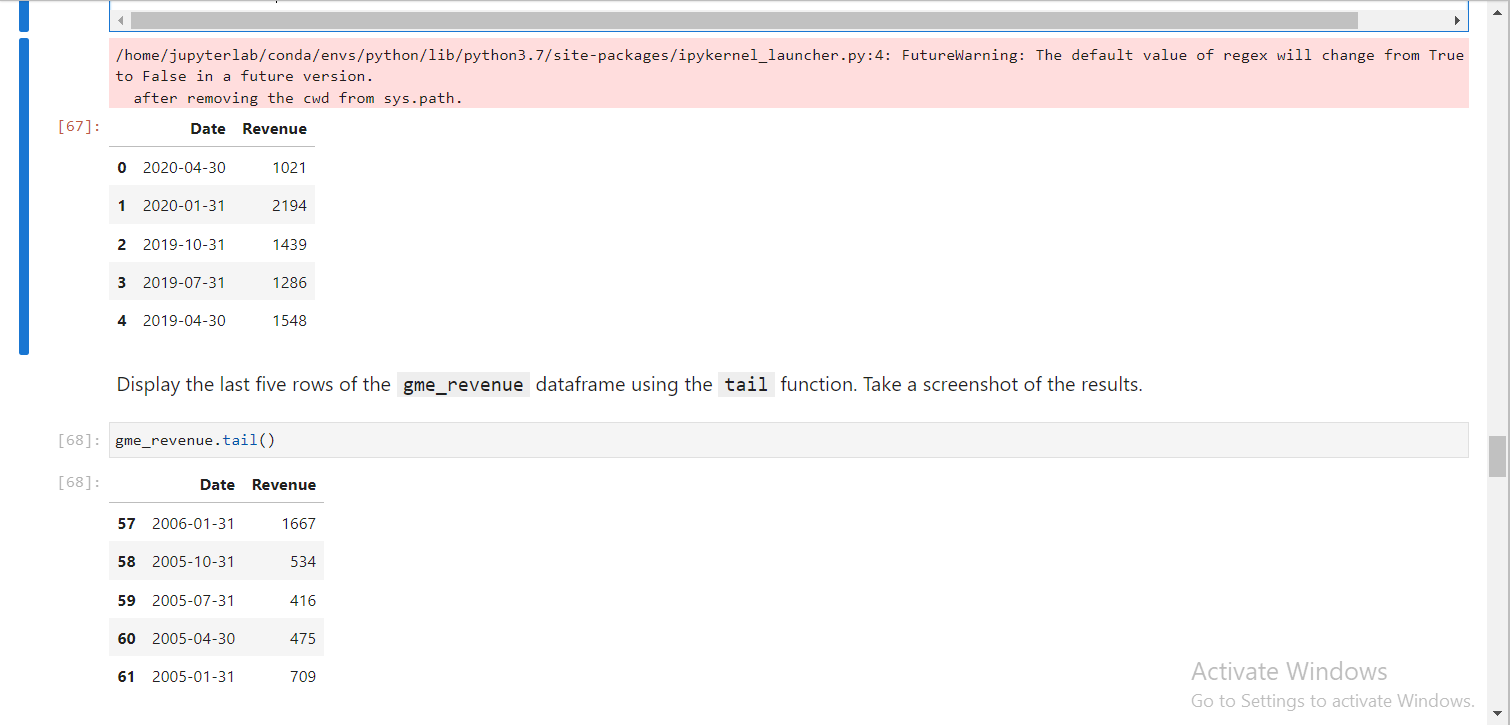 /home/jupyterlab/conda/envs/python/lib/python3.7/site-packages/ipykernel_launcher.py:4: FutureWarning: The default value of regex will change from True
to False in a future version.
  after removing the cwd from sys.path.
[67]:
Date Revenue
0 2020-04-30 1021
1 2020-01-31 2194
2 2019-10-31 1439
3 2019-07-31 1286
4 2019-04-30 1548
Display the last five rows of the gme_revenue dataframe using the tail function. Take a screenshot of the results.
[68]: gme_revenue.tail()
[68]:
Date Revenue
57 2006-01-31 1667
58 2005-10-31 534
59 2005-07-31 416
60 2005-04-30 475
61 2005-01-31 709
Activate Windows
Go to Settings to activate Windows.